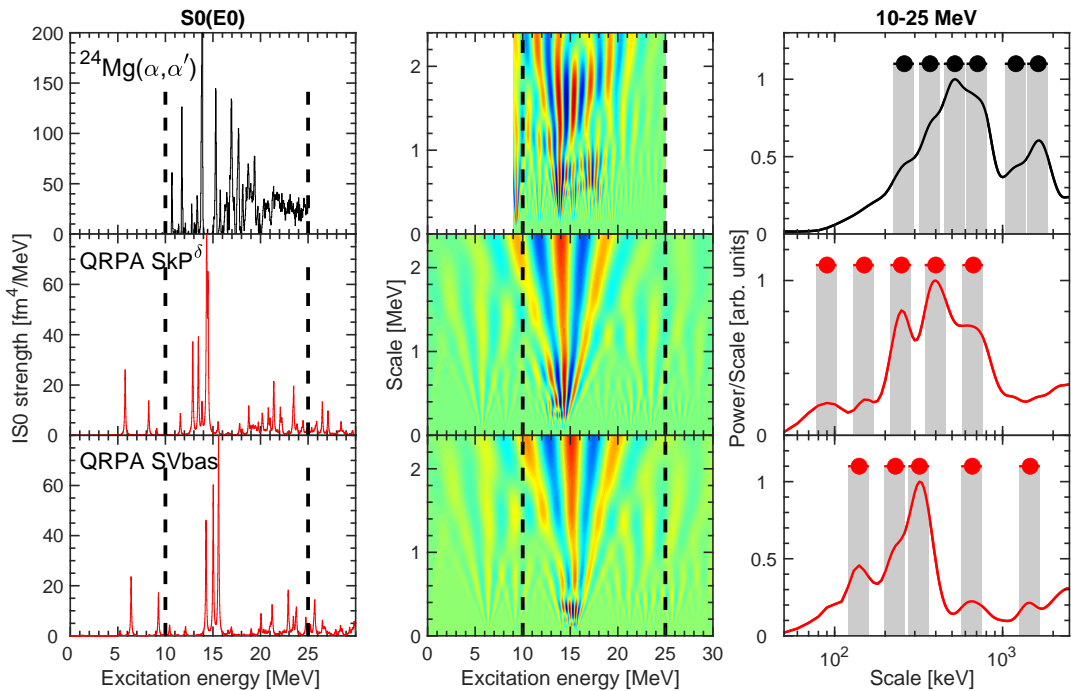 S0(E0)
10-25 MeV
²⁴Mg(α,α′)
QRPA SkPᵟ
QRPA SVbas
IS0 strength [fm⁴/MeV]
200
150
100
50
0
60
40
20
0
60
40
20
0
0 5 10 15 20 25
Excitation energy [MeV]
Scale [MeV]
2
1
0
2
1
0
2
1
0
0 5 10 15 20 25 30
Excitation energy [MeV]
Power/Scale [arb. units]
1
0.5
0
1
0.5
0
1
0.5
0
10² 10³
Scale [keV]